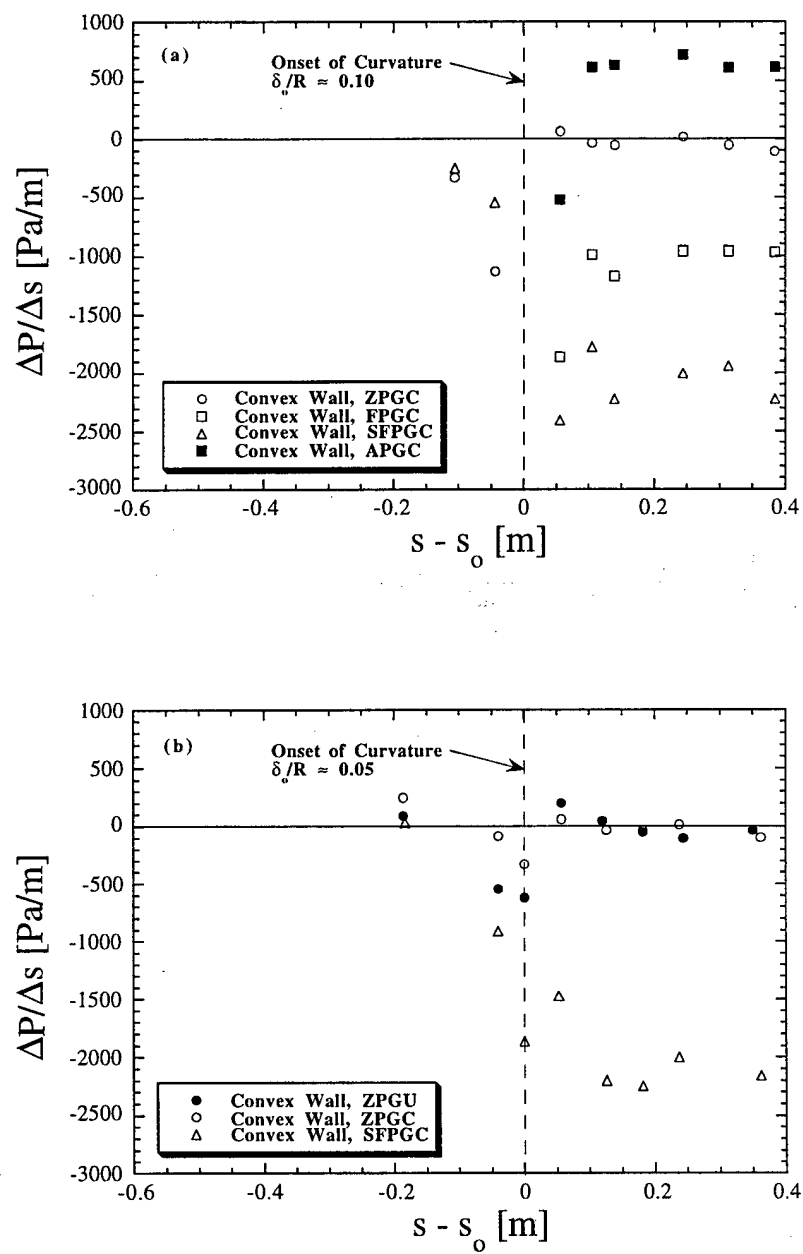 1000
(a)
Onset of Curvature
δo/R ≈ 0.10
500
0
-500
-1000
-1500
-2000
-2500
-3000
ΔP/Δs [Pa/m]
Convex Wall, ZPGC
Convex Wall, FPGC
Convex Wall, SFPGC
Convex Wall, APGC
-0.6 -0.4 -0.2 0 0.2 0.4
s - so [m]
1000
(b)
Onset of Curvature
δo/R ≈ 0.05
500
0
-500
-1000
-1500
-2000
-2500
-3000
ΔP/Δs [Pa/m]
Convex Wall, ZPGU
Convex Wall, ZPGC
Convex Wall, SFPGC
-0.6 -0.4 -0.2 0 0.2 0.4
s - so [m]